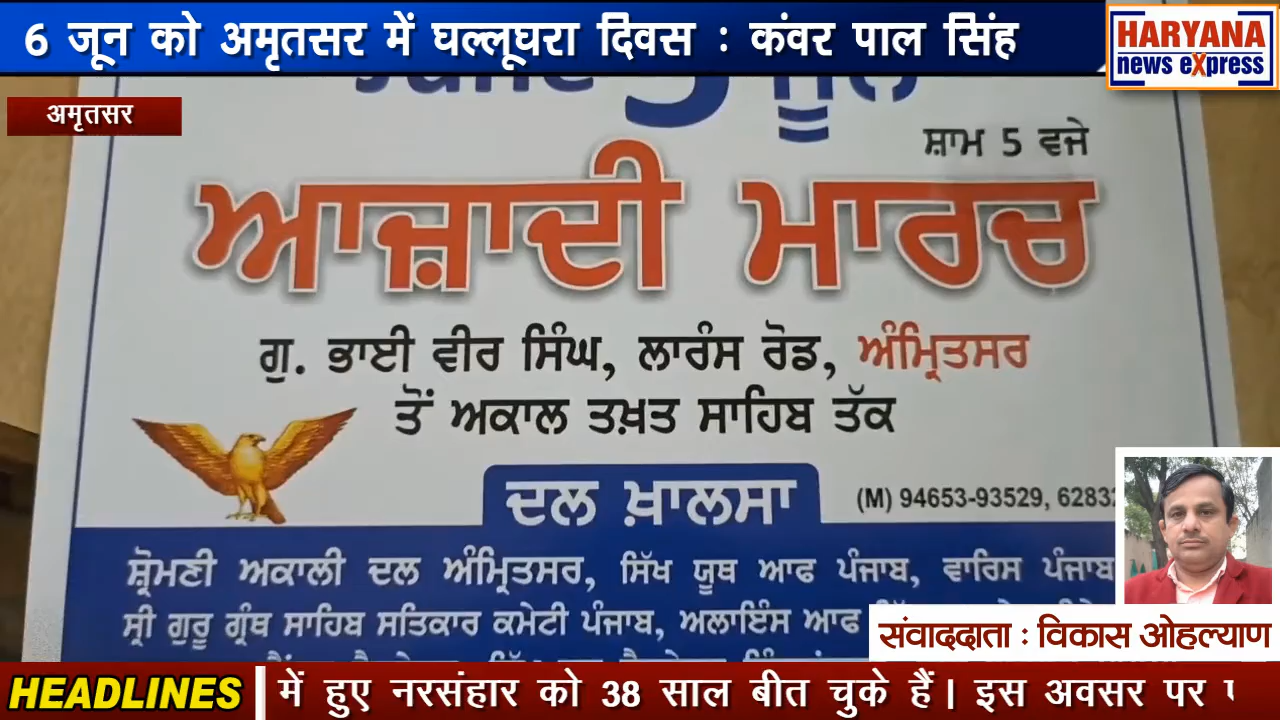 6 जून को अमृतसर में घल्लूघरा दिवस : कंवर पाल सिंह
HARYANA
news eXpress
अमृतसर
ਸ਼ਾਮ 5 ਵਜੇ
ਆਜ਼ਾਦੀ ਮਾਰਚ
ਗੁ. ਭਾਈ ਵੀਰ ਸਿੰਘ, ਲਾਰੰਸ ਰੋਡ, ਅੰਮ੍ਰਿਤਸਰ
ਤੋਂ ਅਕਾਲ ਤਖ਼ਤ ਸਾਹਿਬ ਤੱਕ
ਦਲ ਖ਼ਾਲਸਾ
(M) 94653-93529, 6283
ਸ਼੍ਰੋਮਣੀ ਅਕਾਲੀ ਦਲ ਅੰਮ੍ਰਿਤਸਰ, ਸਿੱਖ ਯੂਥ ਆਫ ਪੰਜਾਬ, ਵਾਰਿਸ ਪੰਜਾਬ
ਸ੍ਰੀ ਗੁਰੂ ਗ੍ਰੰਥ ਸਾਹਿਬ ਸਤਿਕਾਰ ਕਮੇਟੀ ਪੰਜਾਬ, ਅਲਾਇੰਸ ਆਫ
संवाददाता : विकास ओहल्याण
HEADLINES
में हुए नरसंहार को 38 साल बीत चुके हैं। इस अवसर पर